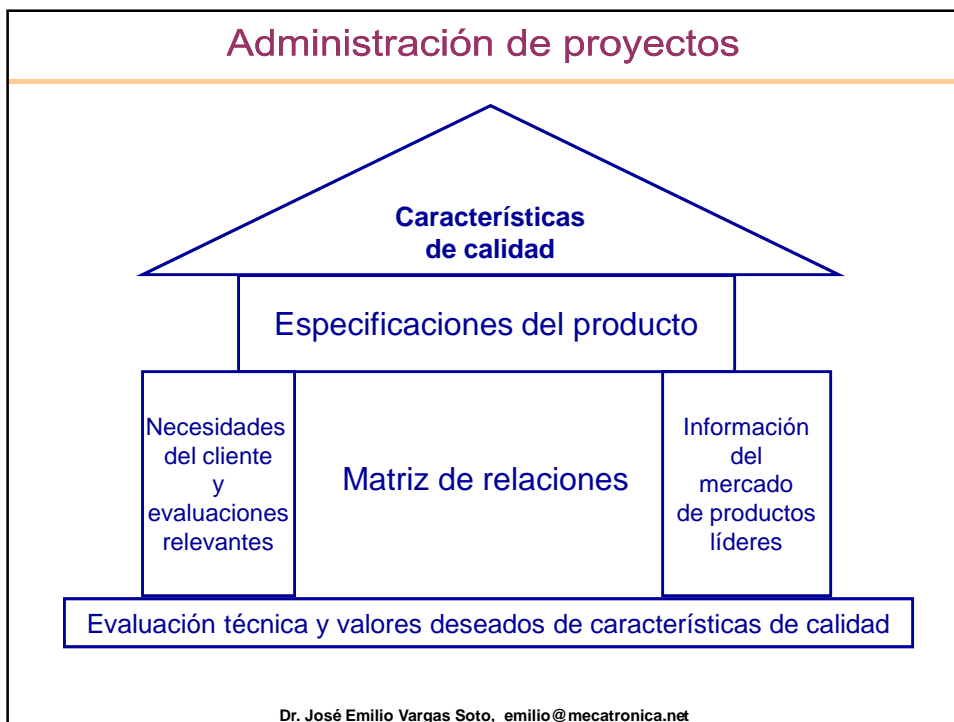 Administración de proyectos
Características
de calidad
Especificaciones del producto
Necesidades
del cliente
y
evaluaciones
relevantes
Matriz de relaciones
Información
del
mercado
de productos
líderes
Evaluación técnica y valores deseados de características de calidad
Dr. José Emilio Vargas Soto, emilio@mecatronica.net